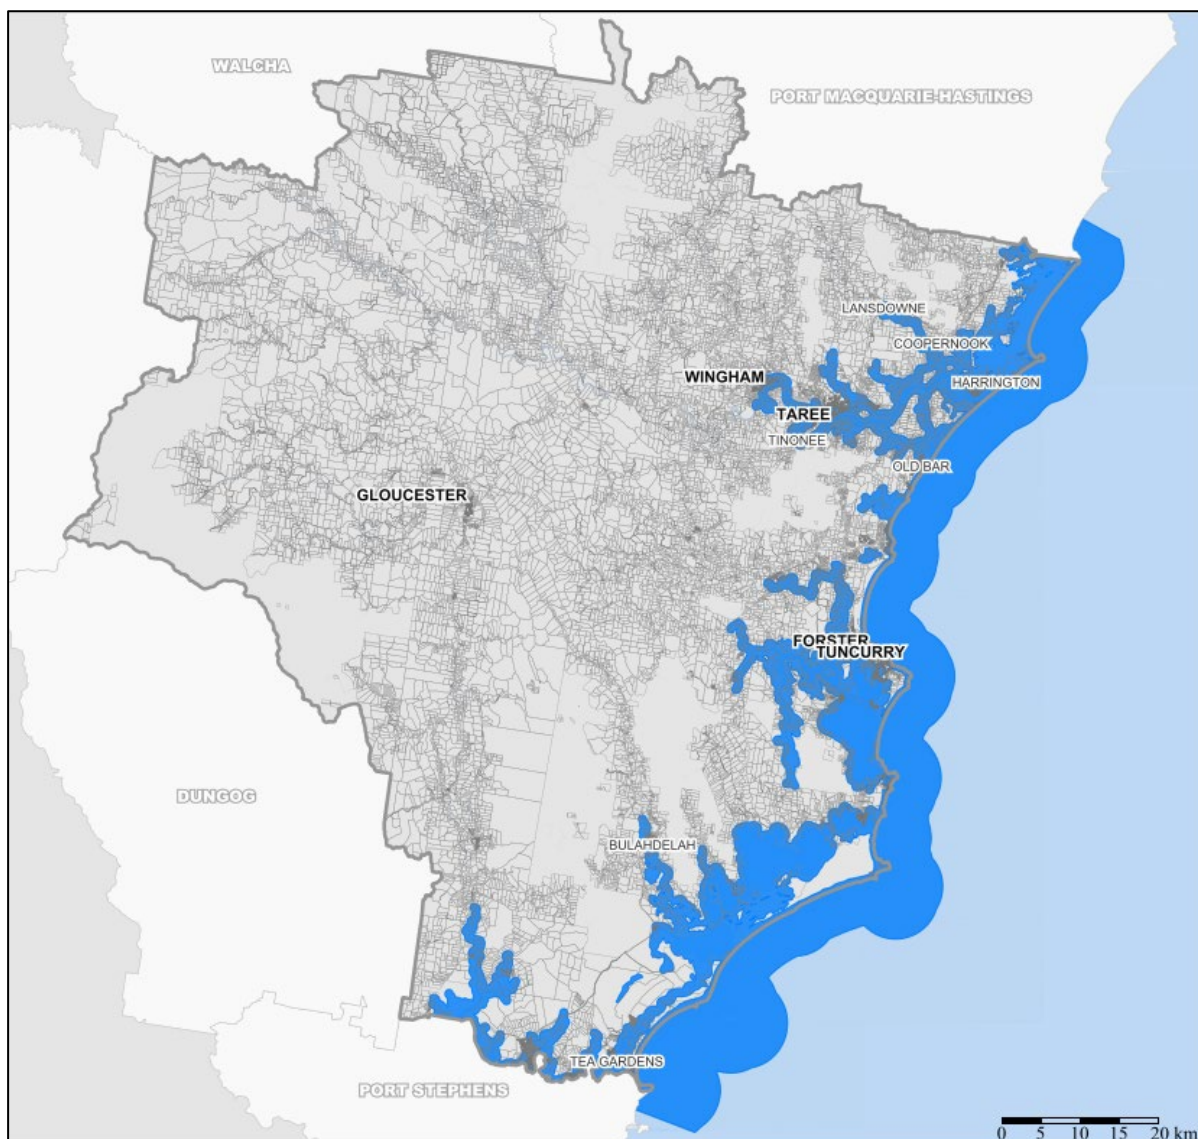 WALCHA
PORT MACQUARIE-HASTINGS
LANSDOWNE
COOPERNOOK
WINGHAM
HARRINGTON
TAREE
TINONEE
OLD BAR
GLOUCESTER
FORSTER
TUNCURRY
DUNGOG
BULAHDELAH
TEA GARDENS
PORT STEPHENS
0 5 10 15 20 km